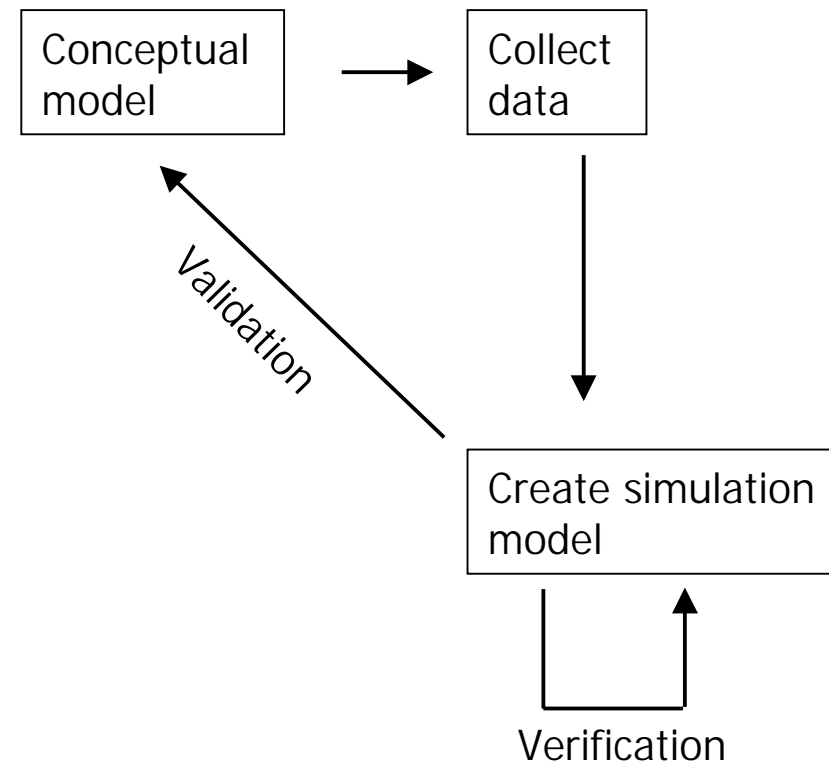 Conceptual
model
Collect
data
Validation
Create simulation
model
Verification